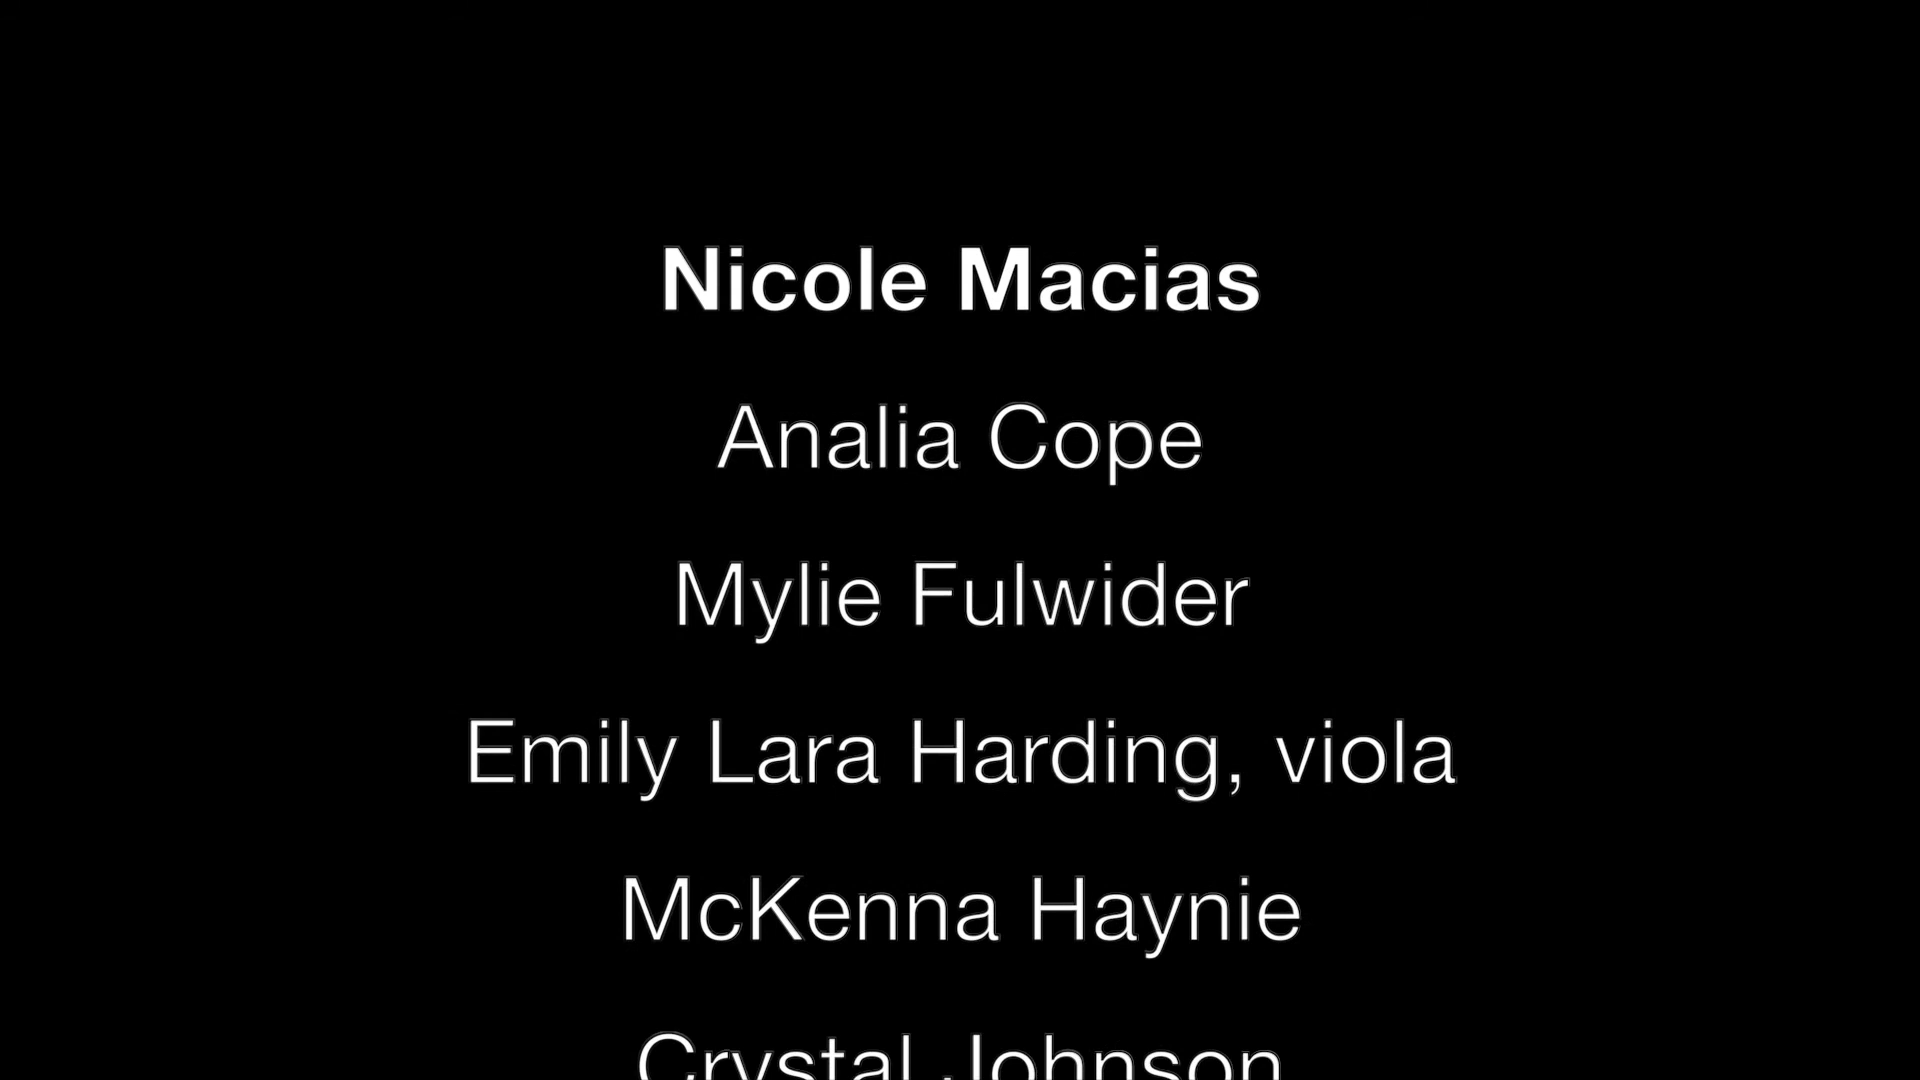 Nicole Macias
Analia Cope
Mylie Fulwider
Emily Lara Harding, viola
McKenna Haynie
Crystal Johnson